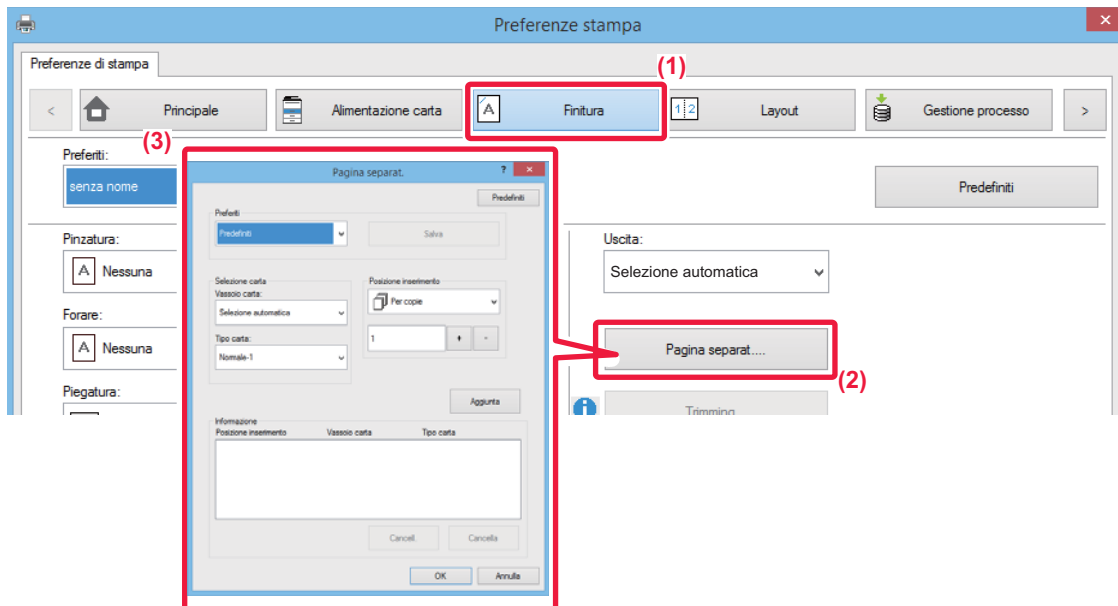 Preferenze stampa
Preferenze di stampa
(1)
< Principale Alimentazione carta Finitura Layout Gestione processo >
Preferiti:
(3)
senza nome
Predefiniti
Pinzatura:
Nessuna
Forare:
Nessuna
Piegatura:
Pagina separat. ?
Predefiniti
Preferiti
Predefiniti Salva
Selezione carta
Vassoio carta:
Selezione automatica
Tipo carta:
Normale-1
Posizione inserimento
Per copie
1 + -
Aggiunta
Informazione
Posizione inserimento Vassoio carta Tipo carta
Cancell. Cancella
OK Annulla
Uscita:
Selezione automatica
Pagina separat....
(2)
Trimming